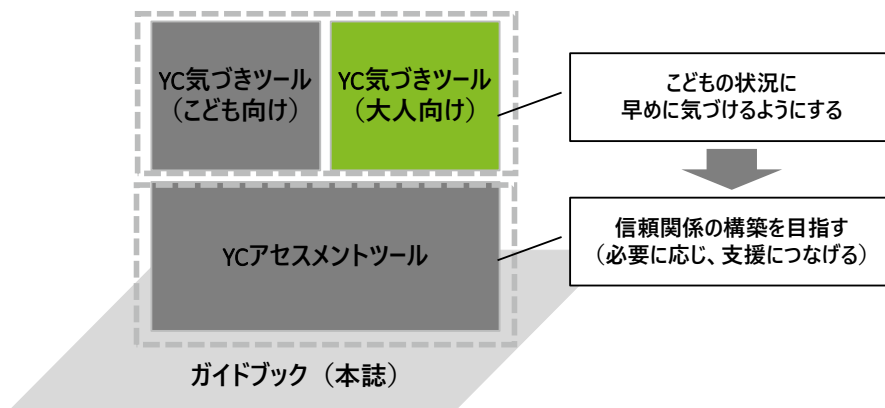 YC気づきツール
（こども向け）
YC気づきツール
（大人向け）
こどもの状況に
早めに気づけるようにする
YCアセスメントツール
信頼関係の構築を目指す
（必要に応じ、支援につなげる）
ガイドブック（本誌）